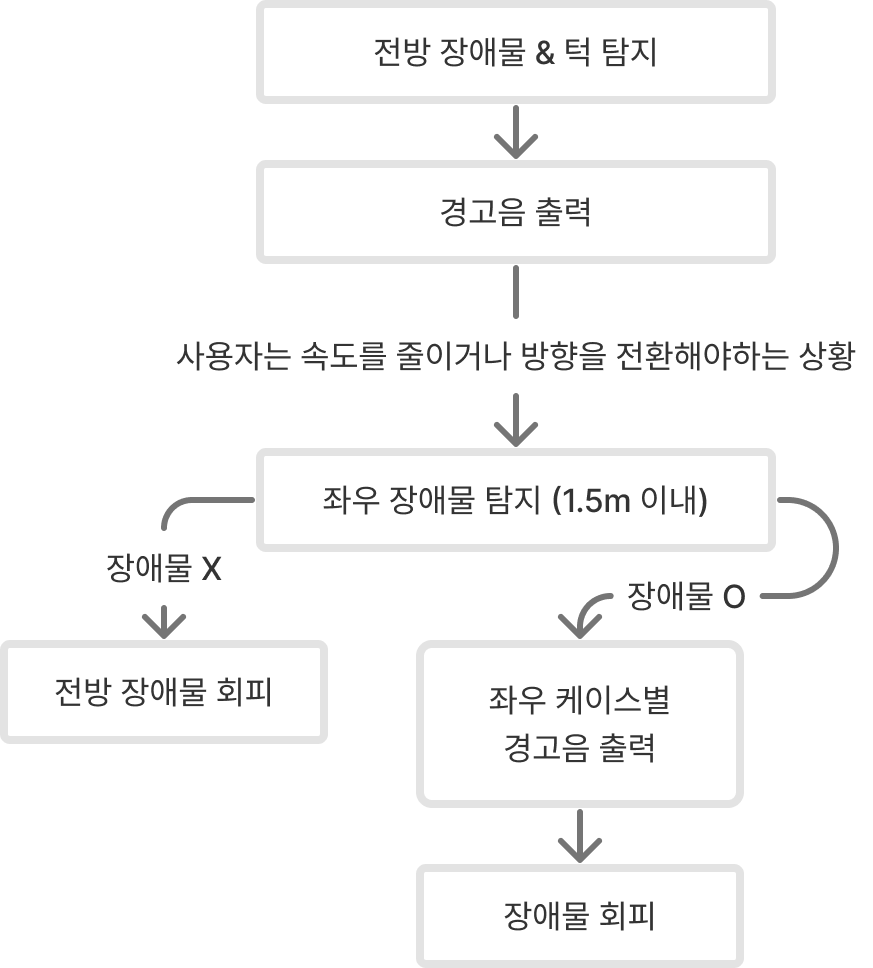 전방 장애물 & 턱 탐지
경고음 출력
사용자는 속도를 줄이거나 방향을 전환해야하는 상황
좌우 장애물 탐지 (1.5m 이내)
장애물 X
장애물 O
전방 장애물 회피
좌우 케이스별
경고음 출력
장애물 회피